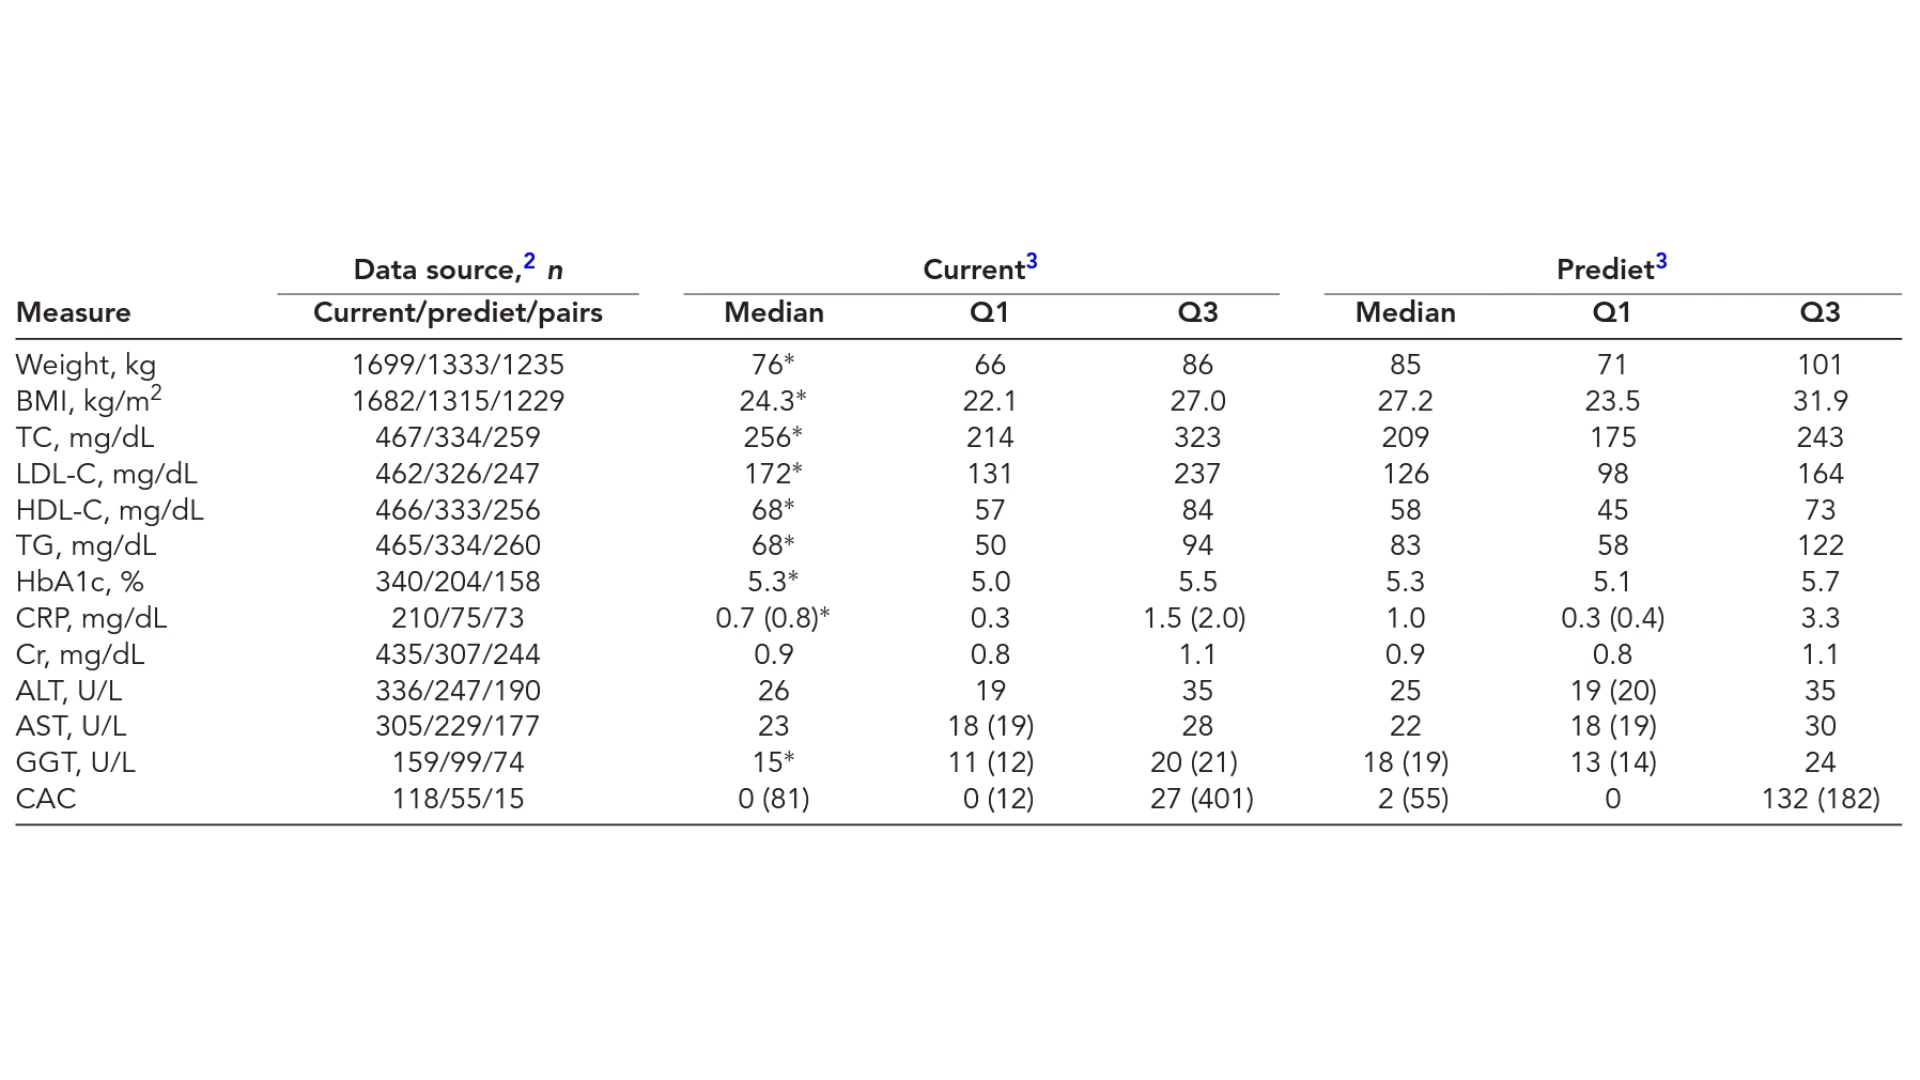 Data source,2 n Current3 Prediet3
Measure Current/prediet/pairs Median Q1 Q3 Median Q1 Q3
Weight, kg 1699/1333/1235 76* 66 86 85 71 101
BMI, kg/m2 1682/1315/1229 24.3* 22.1 27.0 27.2 23.5 31.9
TC, mg/dL 467/334/259 256* 214 323 209 175 243
LDL-C, mg/dL 462/326/247 172* 131 237 126 98 164
HDL-C, mg/dL 466/333/256 68* 57 84 58 45 73
TG, mg/dL 465/334/260 68* 50 94 83 58 122
HbA1c, % 340/204/158 5.3* 5.0 5.5 5.3 5.1 5.7
CRP, mg/dL 210/75/73 0.7 (0.8)* 0.3 1.5 (2.0) 1.0 0.3 (0.4) 3.3
Cr, mg/dL 435/307/244 0.9 0.8 1.1 0.9 0.8 1.1
ALT, U/L 336/247/190 26 19 35 25 19 (20) 35
AST, U/L 305/229/177 23 18 (19) 28 22 18 (19) 30
GGT, U/L 159/99/74 15* 11 (12) 20 (21) 18 (19) 13 (14) 24
CAC 118/55/15 0 (81) 0 (12) 27 (401) 2 (55) 0 132 (182)